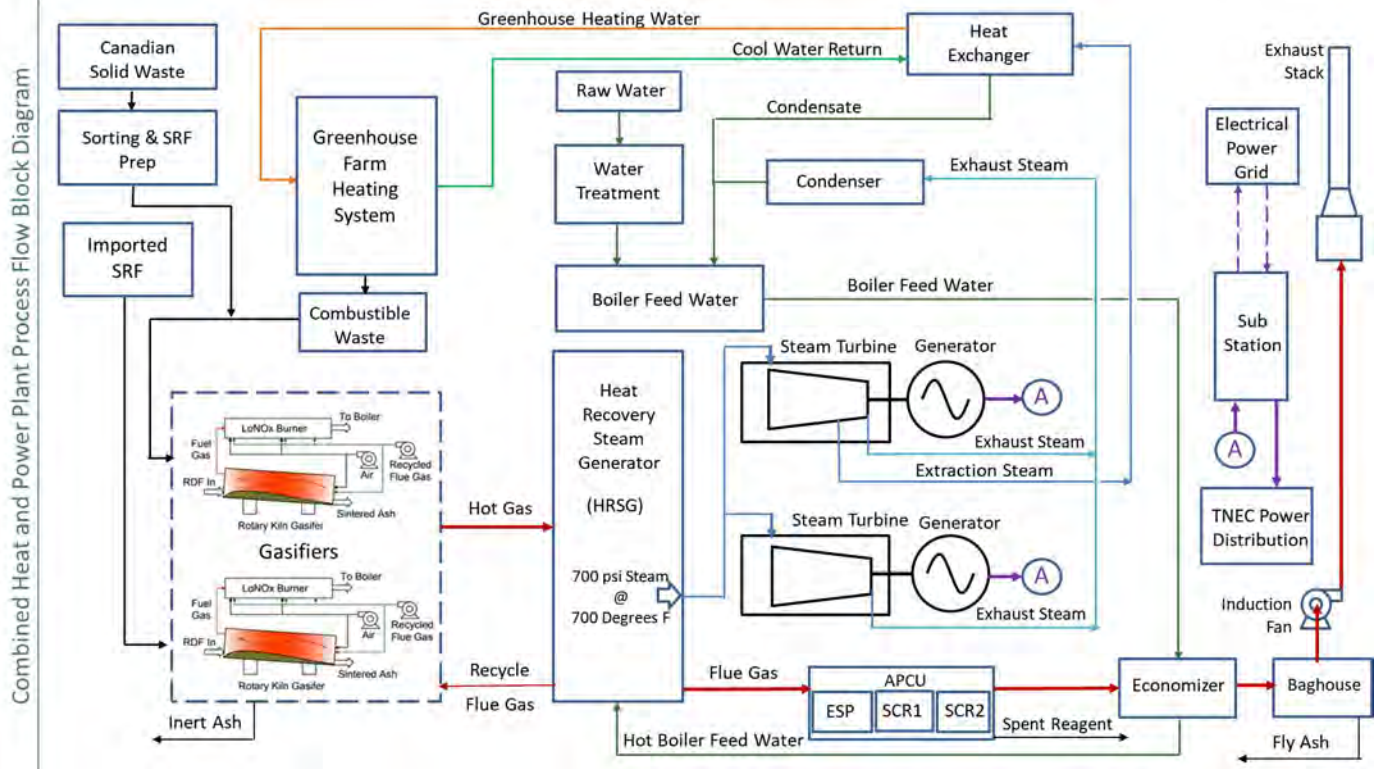 Combined Heat and Power Plant Process Flow Block Diagram
Canadian
Solid Waste
Sorting & SRF
Prep
Imported
SRF
Greenhouse Heating Water
Cool Water Return
Greenhouse
Farm
Heating
System
Combustible
Waste
Raw Water
Water
Treatment
Heat
Exchanger
Condensate
Condenser
Exhaust Steam
Boiler Feed Water
Boiler Feed Water
Exhaust
Stack
Electrical
Power
Grid
Sub
Station
A
TNEC Power
Distribution
LoNOx Burner
To Boiler
Fuel
Gas
Air
Recycled
Flue Gas
RDF In
Sintered Ash
Rotary Kiln Gasifer
Gasifiers
LoNOx Burner
To Boiler
Fuel
Gas
Air
Recycled
Flue Gas
RDF In
Sintered Ash
Rotary Kiln Gasifer
Inert Ash
Hot Gas
Recycle
Flue Gas
Heat
Recovery
Steam
Generator
(HRSG)
700 psi Steam
@
700 Degrees F
Steam Turbine
Generator
A
Exhaust Steam
Extraction Steam
Steam Turbine
Generator
A
Exhaust Steam
Flue Gas
APCU
ESP
SCR1
SCR2
Spent Reagent
Hot Boiler Feed Water
Economizer
Induction
Fan
Baghouse
Fly Ash